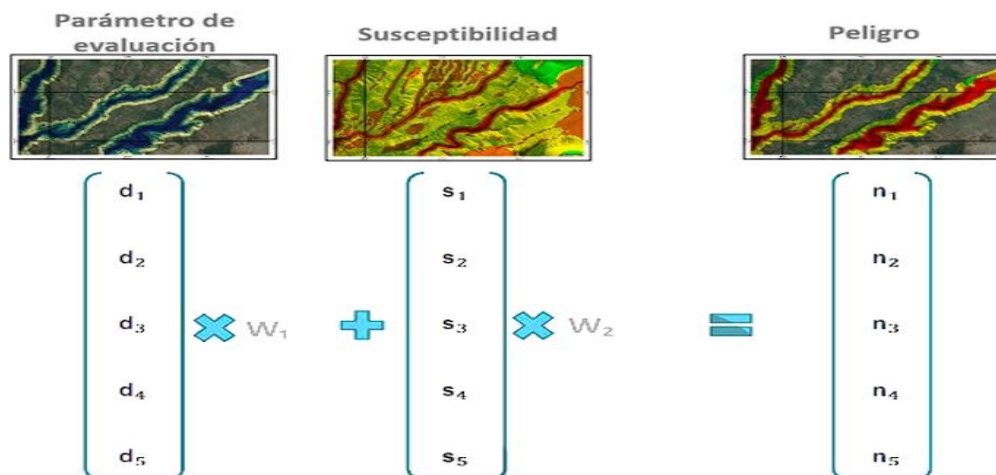 Parámetro de
evaluación
Susceptibilidad
Peligro
d₁ s₁ n₁
d₂ s₂ n₂
d₃ W₁ s₃ W₂ n₃
d₄ s₄ n₄
d₅ s₅ n₅